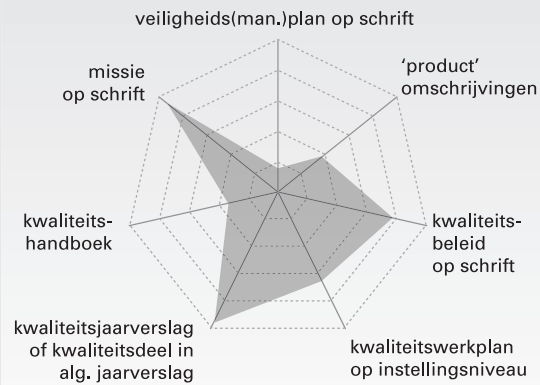 veiligheids(man.)plan op schrift
'product'
omschrijvingen
kwaliteits-
beleid
op schrift
kwaliteitswerkplan
op instellingsniveau
kwaliteitsjaarverslag
of kwaliteitsdeel in
alg. jaarverslag
kwaliteits-
handboek
missie
op schrift